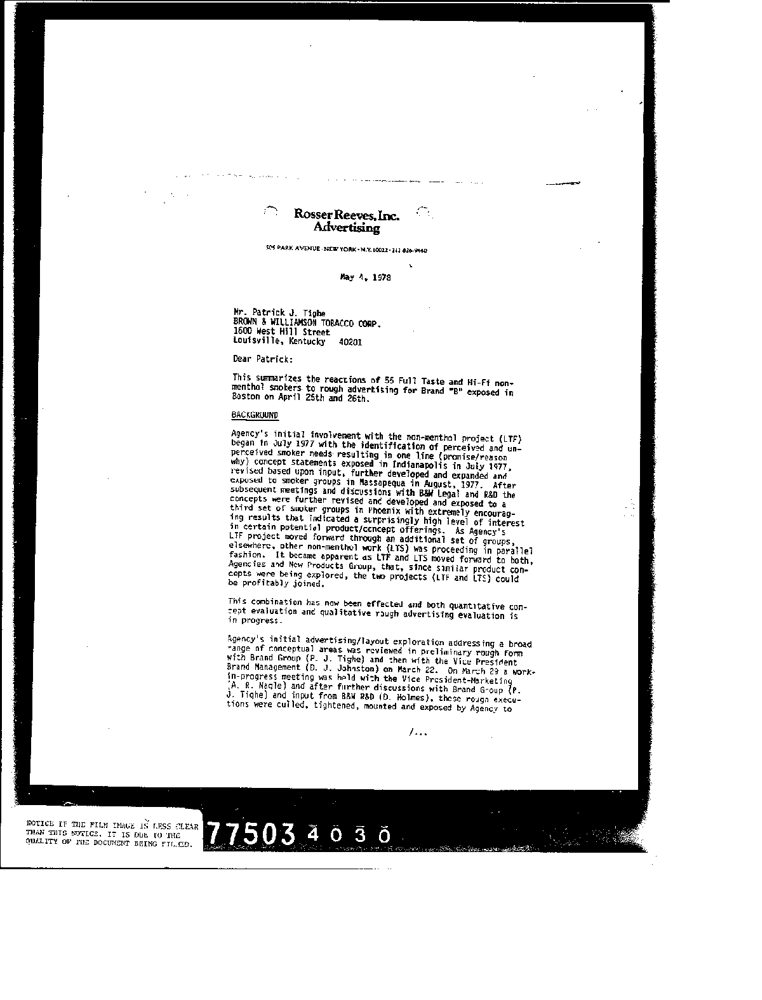 Rosser Reeves, Inc.
Advertising
505 PARK AVENUE · NEW YORK · N.Y. 10022 · 212 826-9460
May 4, 1978
Mr. Patrick J. Tighe
BROWN & WILLIAMSON TOBACCO CORP.
1600 West Hill Street
Louisville, Kentucky 40201
Dear Patrick:
This summarizes the reactions of 55 Full Taste and Hi-Fi non-
menthol smokers to rough advertising for Brand "B" exposed in
Boston on April 25th and 26th.
BACKGROUND
Agency's initial involvement with the non-menthol project (LTF)
began in July 1977 with the identification of perceived and un-
perceived smoker needs resulting in one line (promise/reason
why) concept statements exposed in Indianapolis in July 1977,
revised based upon input, further developed and expanded and
exposed to smoker groups in Massapequa in August, 1977. After
subsequent meetings and discussions with B&W Legal and R&D the
concepts were further revised and developed and exposed to a
third set of smoker groups in Phoenix with extremely encourag-
ing results that indicated a surprisingly high level of interest
in certain potential product/concept offerings. As Agency's
LTF project moved forward through an additional set of groups,
elsewhere, other non-menthol work (LTS) was proceeding in parallel
fashion. It became apparent as LTF and LTS moved forward to both,
Agencies and New Products Group, that, since similar product con-
cepts were being explored, the two projects (LTF and LTS) could
be profitably joined.
This combination has now been effected and both quantitative con-
cept evaluation and qualitative rough advertising evaluation is
in progress.
Agency's initial advertising/layout exploration addressing a broad
range of conceptual areas was reviewed in preliminary rough form
with Brand Group (P. J. Tighe) and then with the Vice President
Brand Management (D. J. Johnston) on March 22. On March 29 a work-
in-progress meeting was held with the Vice President-Marketing
(A. R. Nagle) and after further discussions with Brand Group (P.
J. Tighe) and input from B&W R&D (D. Holmes), these rough execu-
tions were culled, tightened, mounted and exposed by Agency to
/...
NOTICE IF THE FILM IMAGE IS LESS CLEAR
THAN THIS NOTICE, IT IS DUE TO THE
QUALITY OF THE DOCUMENT BEING FILMED.
77503 4030